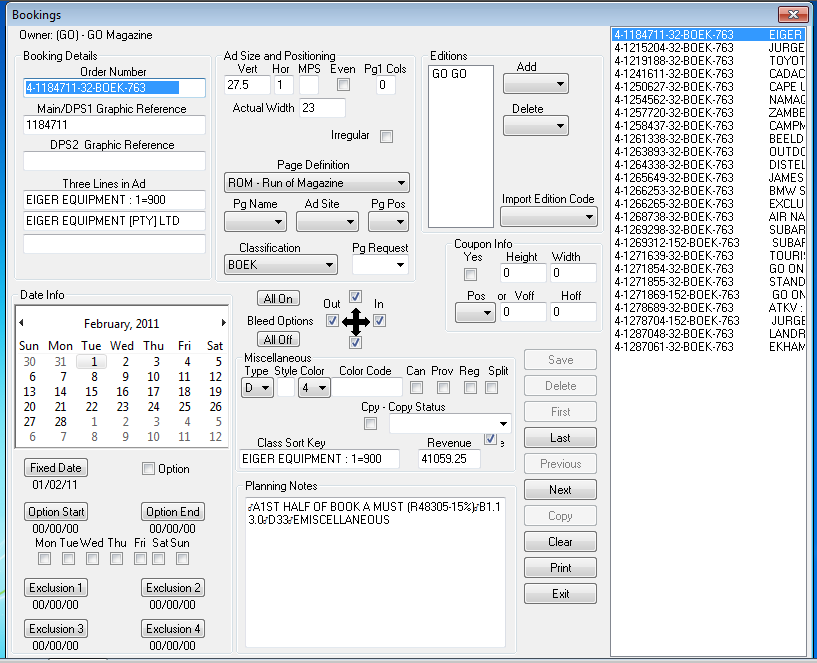 Bookings
Owner: (GO) - GO Magazine
Booking Details
Order Number
4-1184711-32-BOEK-763
Main/DPS1 Graphic Reference
1184711
DPS2 Graphic Reference
Three Lines in Ad
EIGER EQUIPMENT : 1=900
EIGER EQUIPMENT [PTY] LTD
Ad Size and Positioning
Vert Hor MPS Even Pg1 Cols
27.5 1 0
Actual Width 23
Irregular
Page Definition
ROM - Run of Magazine
Pg Name Ad Site Pg Pos
Classification Pg Request
BOEK
Editions
GO GO
Add
Delete
Import Edition Code
Coupon Info
Yes Height Width
0 0
Pos or Voff Hoff
0 0
Date Info
February, 2011
Sun Mon Tue Wed Thu Fri Sat
30 31 1 2 3 4 5
6 7 8 9 10 11 12
13 14 15 16 17 18 19
20 21 22 23 24 25 26
27 28 1 2 3 4 5
6 7 8 9 10 11 12
Fixed Date Option
01/02/11
Option Start Option End
00/00/00 00/00/00
Mon Tue Wed Thu Fri Sat Sun
Exclusion 1 Exclusion 2
00/00/00 00/00/00
Exclusion 3 Exclusion 4
00/00/00 00/00/00
All On
Out In
Bleed Options
All Off
Miscellaneous
Type Style Color Color Code Can Prov Reg Split
D 4
Cpy - Copy Status
Class Sort Key Revenue
EIGER EQUIPMENT : 1=900 41059.25
Planning Notes
A1ST HALF OF BOOK A MUST (R48305-15%) B1.1
3.0 D33 EMISCELLANEOUS
Save
Delete
First
Last
Previous
Next
Copy
Clear
Print
Exit
4-1184711-32-BOEK-763 EIGER
4-1215204-32-BOEK-763 JURGE
4-1219188-32-BOEK-763 TOYOT
4-1241611-32-BOEK-763 CADAC
4-1250627-32-BOEK-763 CAPE U
4-1254562-32-BOEK-763 NAMAQ
4-1257720-32-BOEK-763 ZAMBE
4-1258437-32-BOEK-763 CAMPM
4-1261338-32-BOEK-763 BEELD
4-1263893-32-BOEK-763 OUTDO
4-1264338-32-BOEK-763 DISTEL
4-1265649-32-BOEK-763 JAMES
4-1266253-32-BOEK-763 BMW S
4-1266265-32-BOEK-763 EXCLU
4-1268738-32-BOEK-763 AIR NA
4-1269298-32-BOEK-763 SUBAR
4-1269312-152-BOEK-763 SUBAF
4-1271639-32-BOEK-763 TOURI
4-1271854-32-BOEK-763 GO ON
4-1271855-32-BOEK-763 STAND
4-1271869-152-BOEK-763 GO ON
4-1278689-32-BOEK-763 ATKV :
4-1278704-152-BOEK-763 JURGE
4-1287048-32-BOEK-763 LANDR
4-1287061-32-BOEK-763 EKHAM